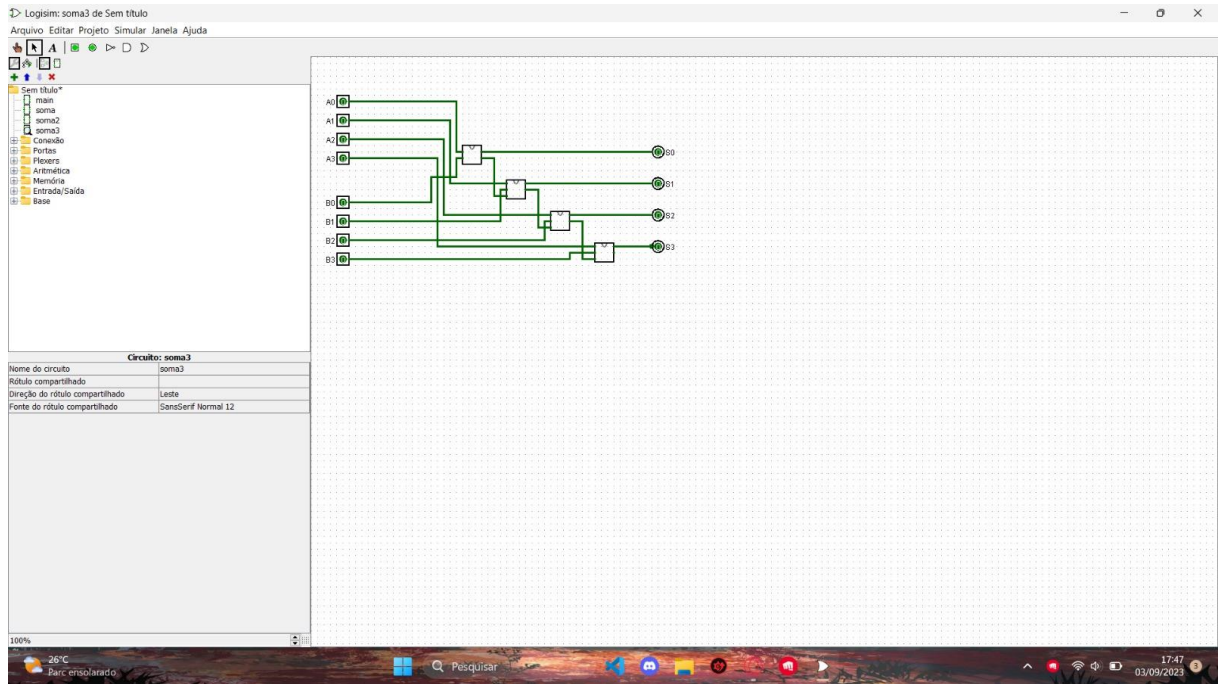 Logisim: soma3 de Sem título
Arquivo Editar Projeto Simular Janela Ajuda
A
Sem título*
main
soma
soma2
soma3
Conexão
Portas
Plexers
Aritmética
Memória
Entrada/Saída
Base
Circuito: soma3
Nome do circuito soma3
Rótulo compartilhado
Direção do rótulo compartilhado Leste
Fonte do rótulo compartilhado SansSerif Normal 12
100%
A0
A1
A2
A3
B0
B1
B2
B3
S0
S1
S2
S3
26°C
Parc ensolarado
Pesquisar
17:47
03/09/2023
3